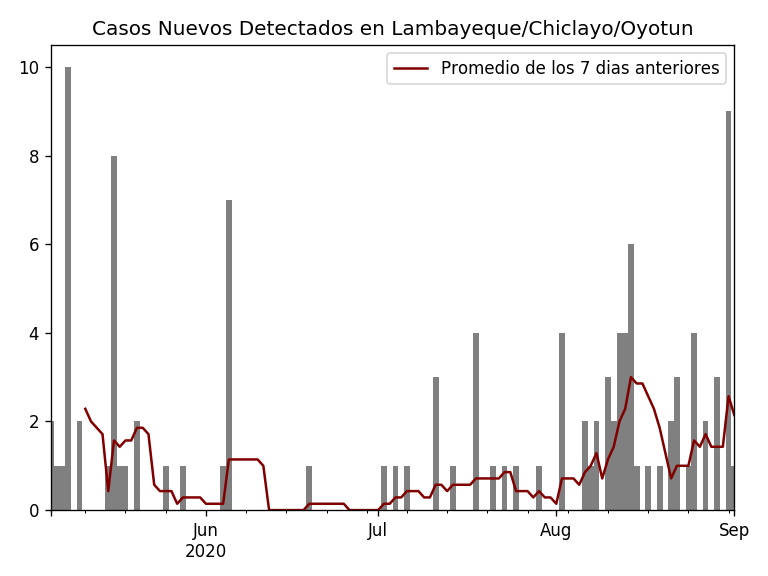 Casos Nuevos Detectados en Lambayeque/Chiclayo/Oyotun
Promedio de los 7 dias anteriores
10
8
6
4
2
0
Jun
2020
Jul
Aug
Sep